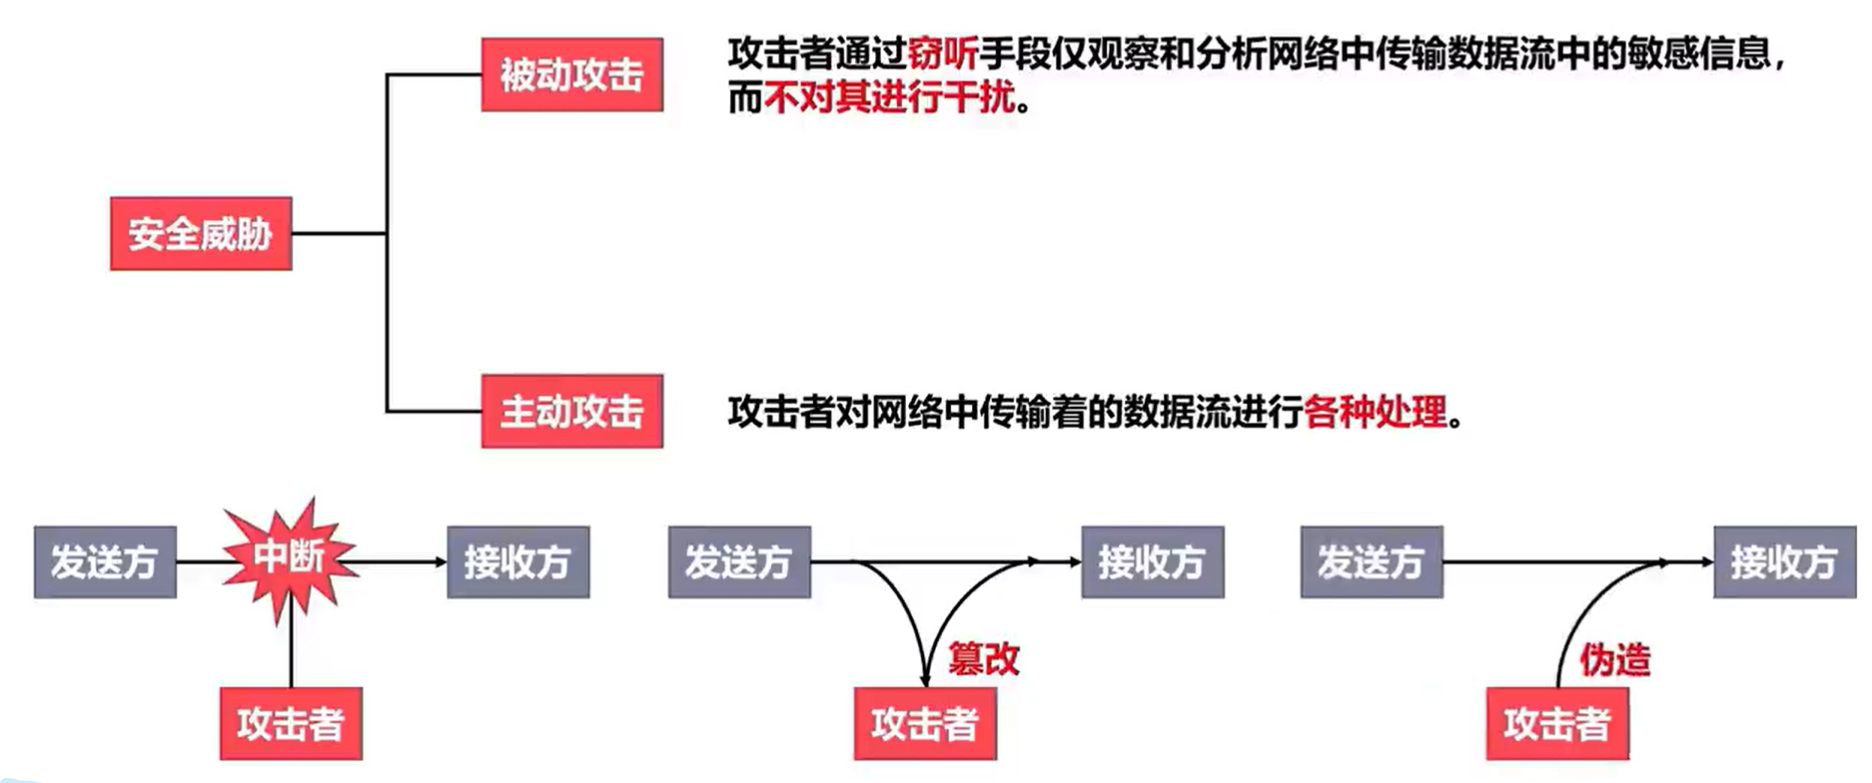 被动攻击
攻击者通过窃听手段仅观察和分析网络中传输数据流中的敏感信息，
而不对其进行干扰。
安全威胁
主动攻击
攻击者对网络中传输着的数据流进行各种处理。
发送方
中断
接收方
攻击者
发送方
接收方
篡改
攻击者
发送方
接收方
伪造
攻击者